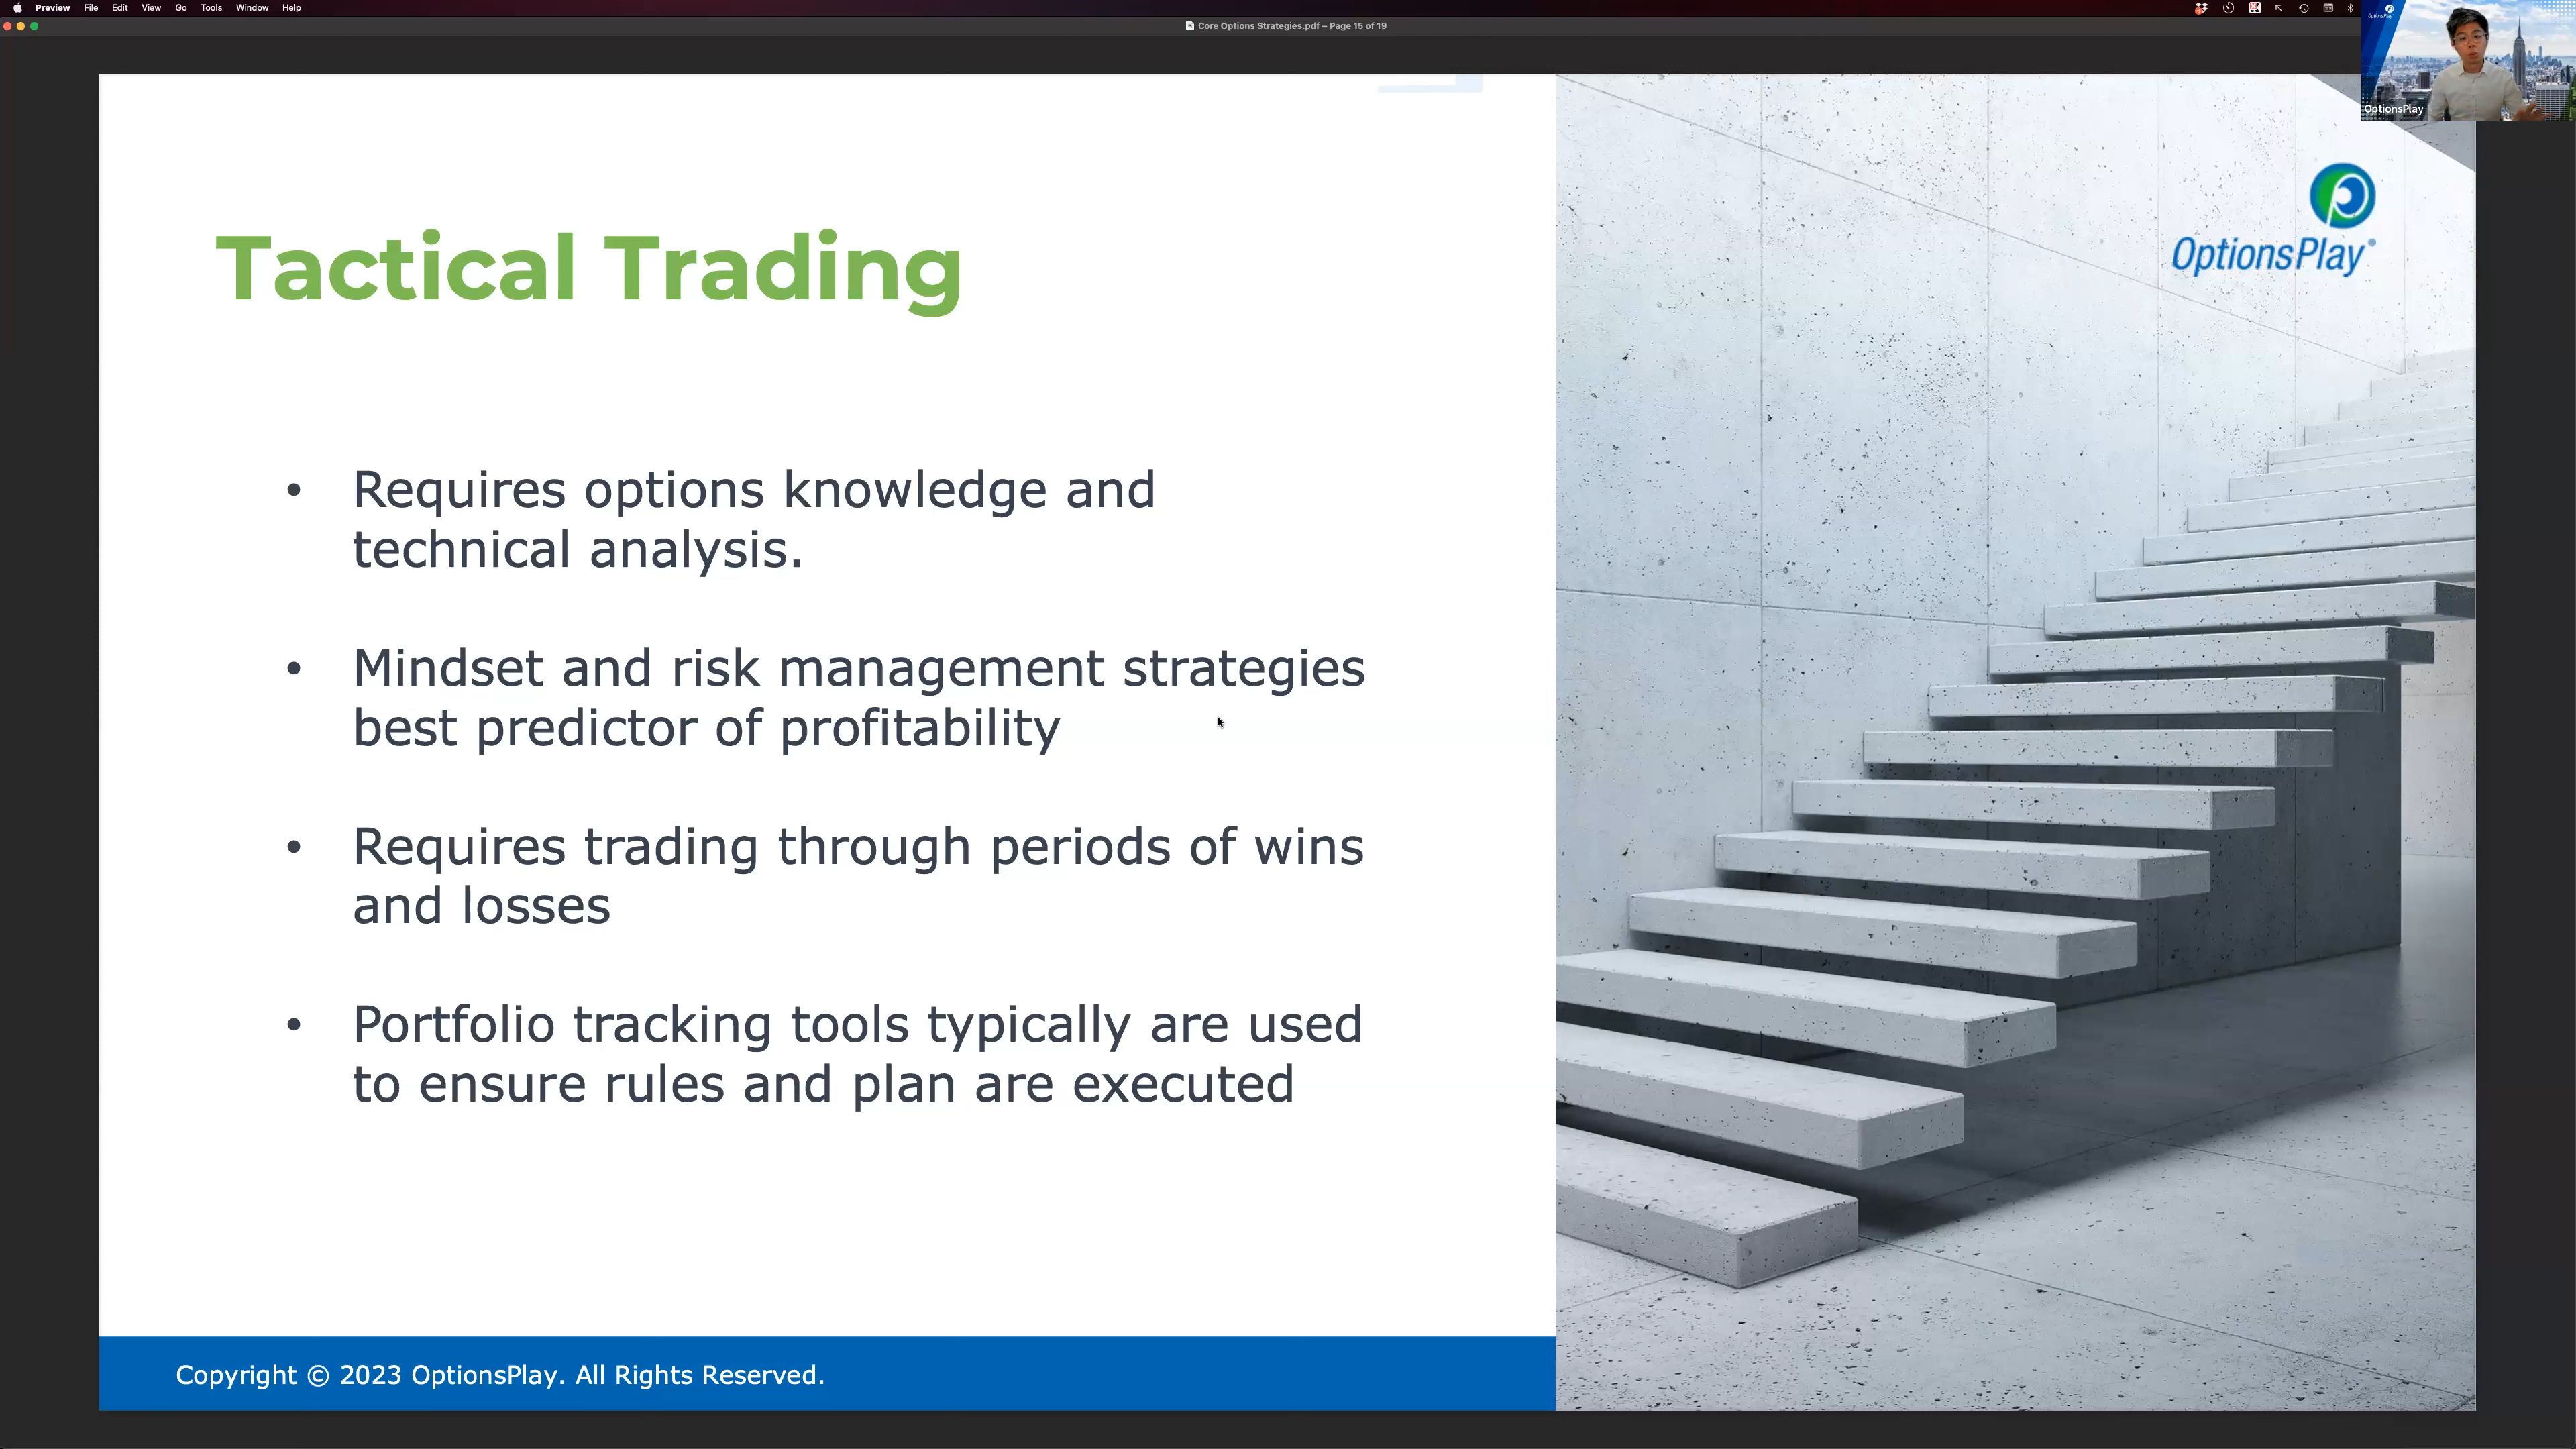 Preview File Edit View Go Tools Window Help
Core Options Strategies.pdf – Page 15 of 19
OptionsPlay
OptionsPlay
Tactical Trading
• Requires options knowledge and
technical analysis.
• Mindset and risk management strategies
best predictor of profitability
• Requires trading through periods of wins
and losses
• Portfolio tracking tools typically are used
to ensure rules and plan are executed
OptionsPlay®
Copyright © 2023 OptionsPlay. All Rights Reserved.